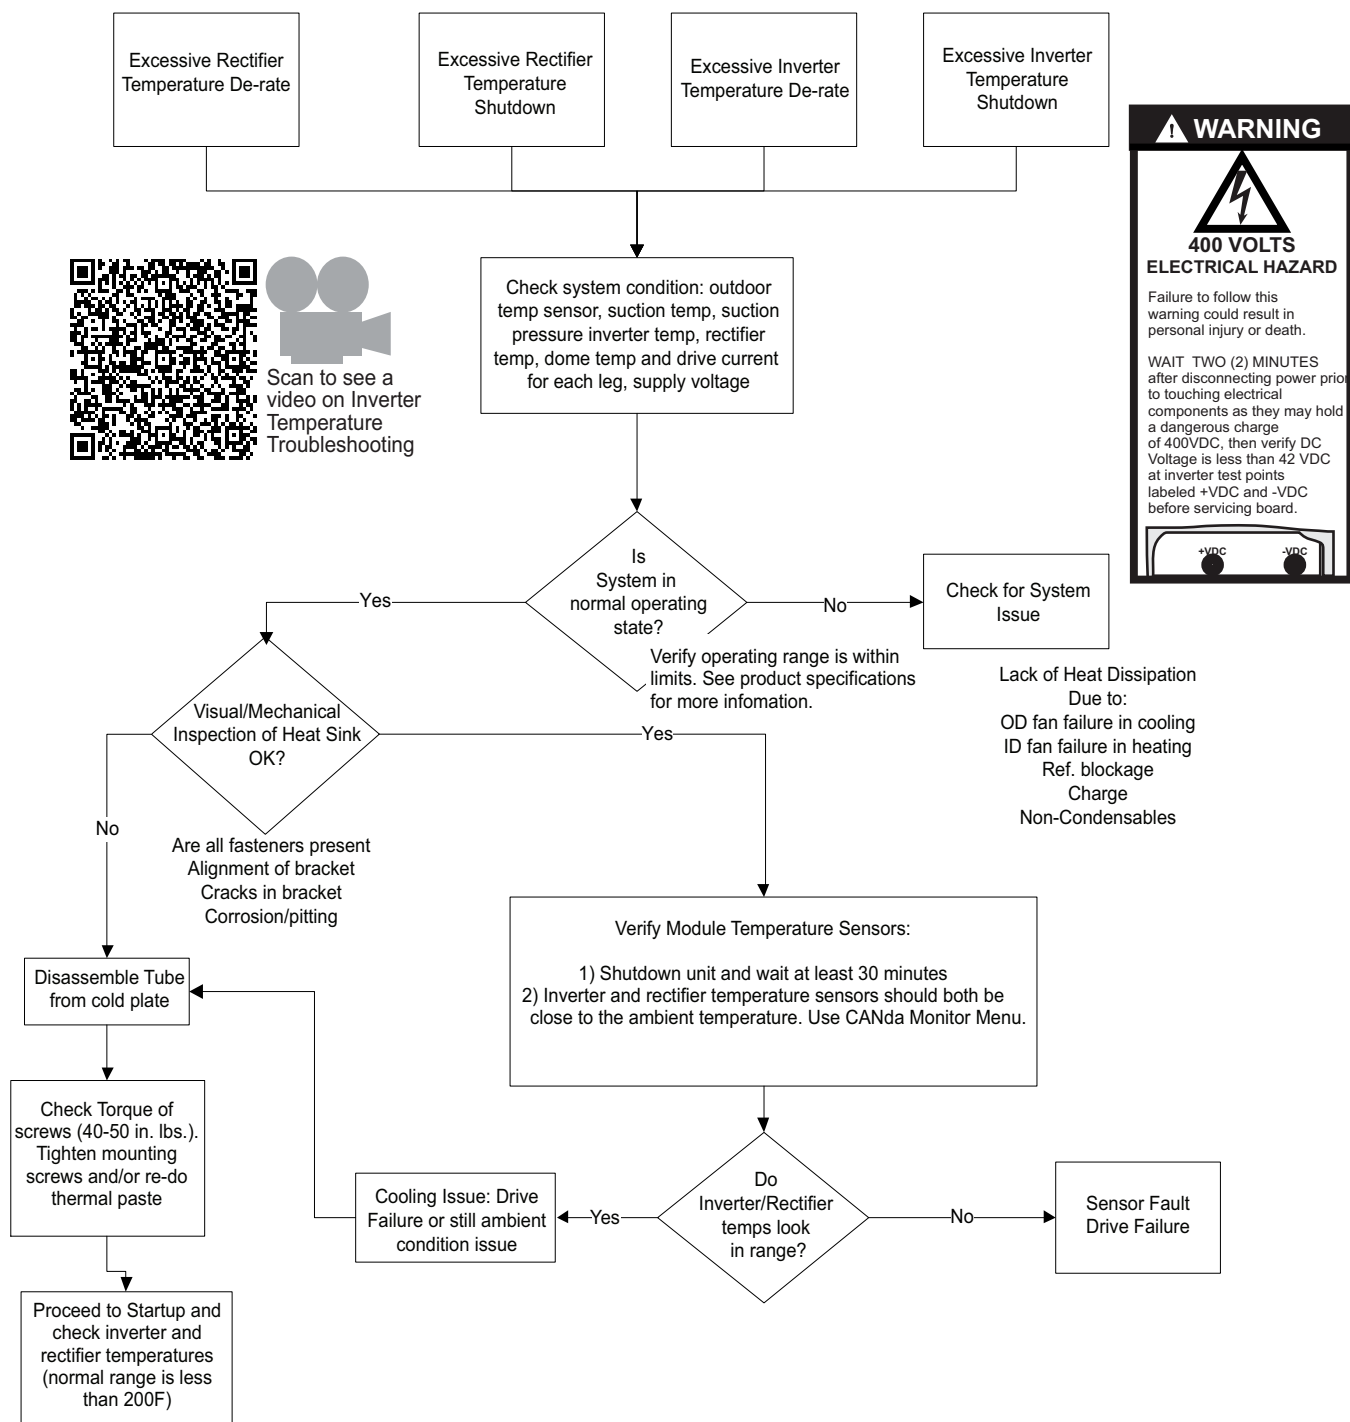 Excessive Rectifier
Temperature De-rate
Excessive Rectifier
Temperature
Shutdown
Excessive Inverter
Temperature De-rate
Excessive Inverter
Temperature
Shutdown
WARNING
400 VOLTS
ELECTRICAL HAZARD
Failure to follow this
warning could result in
personal injury or death.
WAIT TWO (2) MINUTES
after disconnecting power prior
to touching electrical
components as they may hold
a dangerous charge
of 400VDC, then verify DC
Voltage is less than 42 VDC
at inverter test points
labeled +VDC and -VDC
before servicing board.
+VDC
-VDC
Scan to see a
video on Inverter
Temperature
Troubleshooting
Check system condition: outdoor
temp sensor, suction temp, suction
pressure inverter temp, rectifier
temp, dome temp and drive current
for each leg, supply voltage
Is
System in
normal operating
state?
Yes
No
Verify operating range is within
limits. See product specifications
for more infomation.
Check for System
Issue
Lack of Heat Dissipation
Due to:
OD fan failure in cooling
ID fan failure in heating
Ref. blockage
Charge
Non-Condensables
Visual/Mechanical
Inspection of Heat Sink
OK?
Yes
No
Are all fasteners present
Alignment of bracket
Cracks in bracket
Corrosion/pitting
Verify Module Temperature Sensors:
1) Shutdown unit and wait at least 30 minutes
2) Inverter and rectifier temperature sensors should both be
close to the ambient temperature. Use CANda Monitor Menu.
Disassemble Tube
from cold plate
Check Torque of
screws (40-50 in. lbs.).
Tighten mounting
screws and/or re-do
thermal paste
Proceed to Startup and
check inverter and
rectifier temperatures
(normal range is less
than 200F)
Cooling Issue: Drive
Failure or still ambient
condition issue
Yes
Do
Inverter/Rectifier
temps look
in range?
No
Sensor Fault
Drive Failure